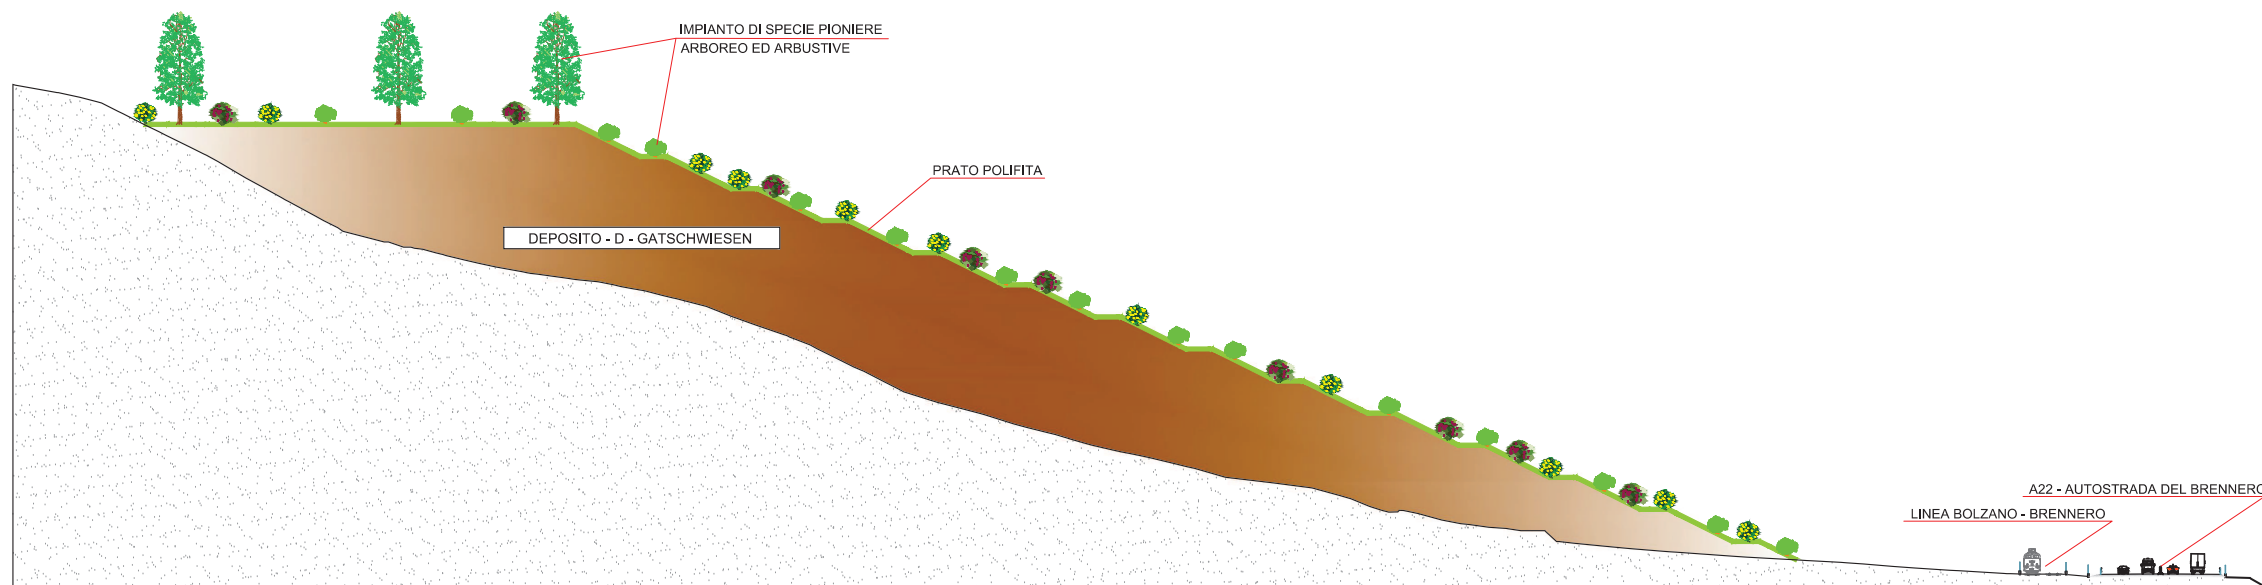 IMPIANTO DI SPECIE PIONIERE
ARBOREO ED ARBUSTIVE
PRATO POLIFITA
DEPOSITO - D - GATSCHWIESEN
A22 - AUTOSTRADA DEL BRENNERO
LINEA BOLZANO - BRENNERO